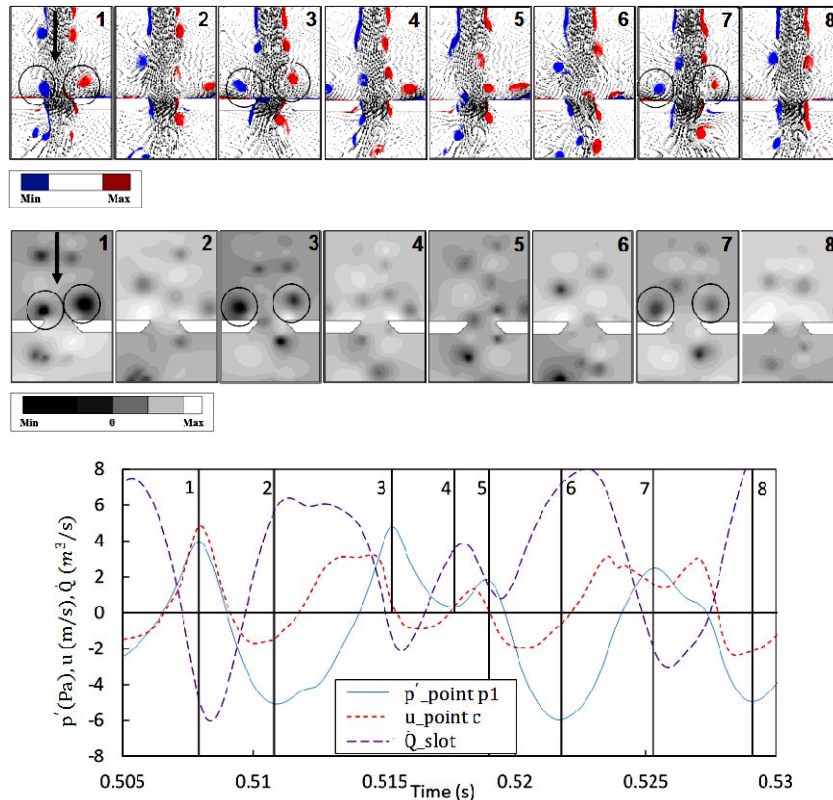 1 2 3 4 5 6 7 8
Min Max
1 2 3 4 5 6 7 8
Min 0 Max
8
6
4
2
0
-2
-4
-6
-8
p′ (Pa), u (m/s), Q̇ (m³/s)
1 2 3 4 5 6 7 8
p′_point p1
u_point c
Q̇_slot
0.505 0.51 0.515 0.52 0.525 0.53
Time (s)